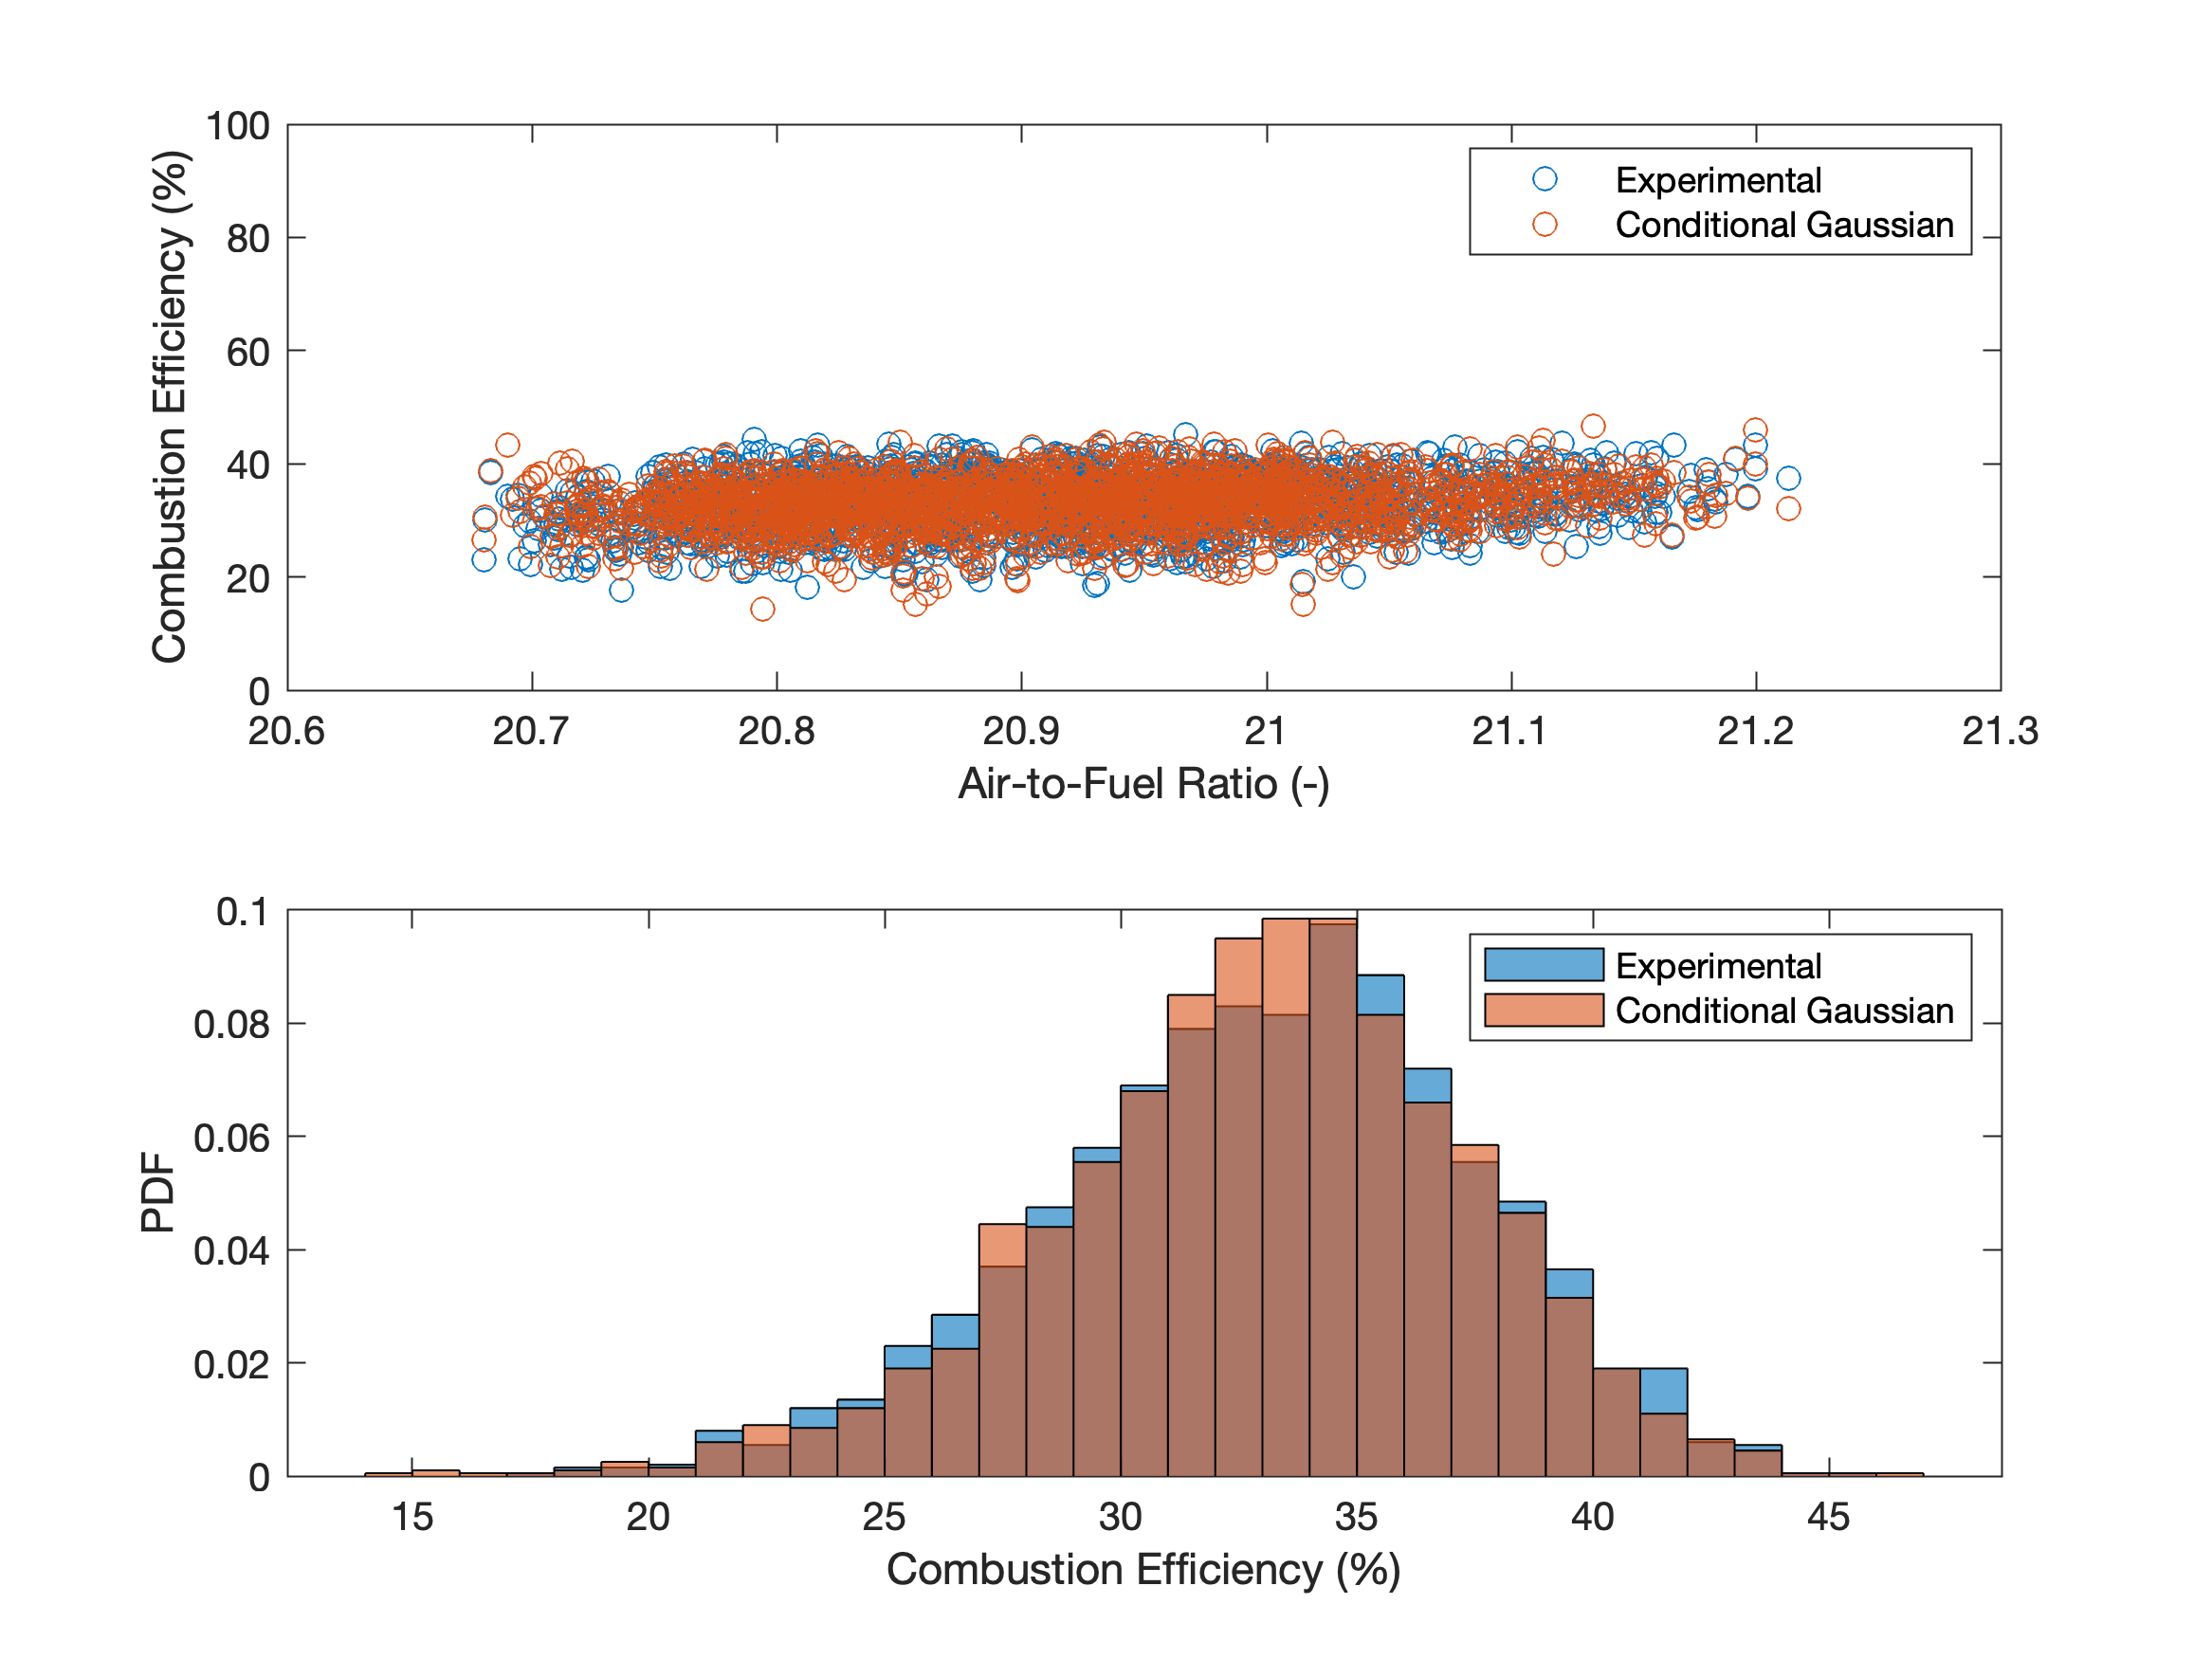 100
80
60
40
20
0
Combustion Efficiency (%)
Experimental
Conditional Gaussian
20.6 20.7 20.8 20.9 21 21.1 21.2 21.3
Air-to-Fuel Ratio (-)
0.1
0.08
0.06
0.04
0.02
0
PDF
Experimental
Conditional Gaussian
15 20 25 30 35 40 45
Combustion Efficiency (%)